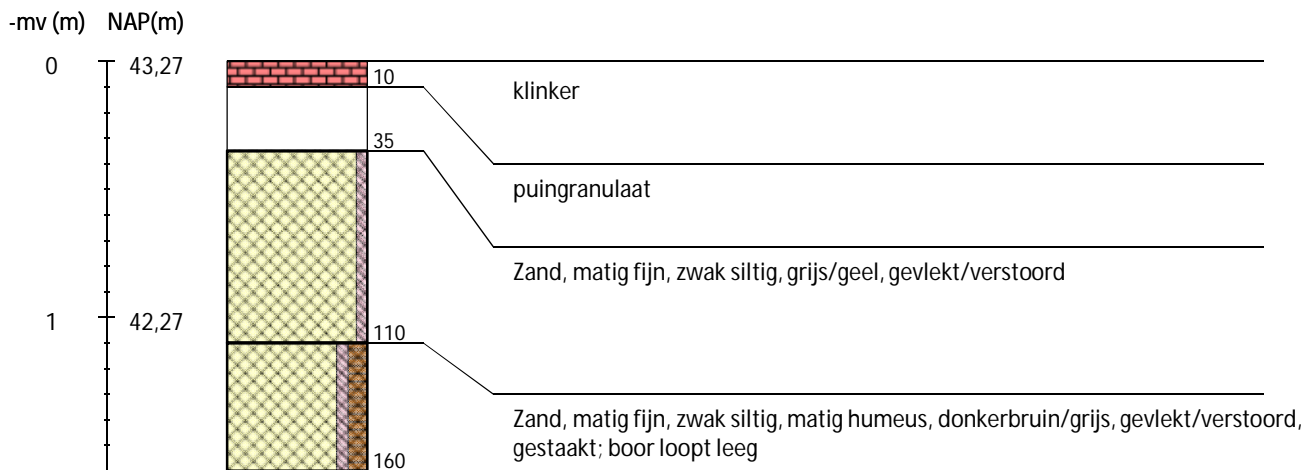 -mv (m) NAP(m)
0 43,27
10
klinker
35
puingranulaat
Zand, matig fijn, zwak siltig, grijs/geel, gevlekt/verstoord
1 42,27
110
Zand, matig fijn, zwak siltig, matig humeus, donkerbruin/grijs, gevlekt/verstoord,
gestaakt; boor loopt leeg
160